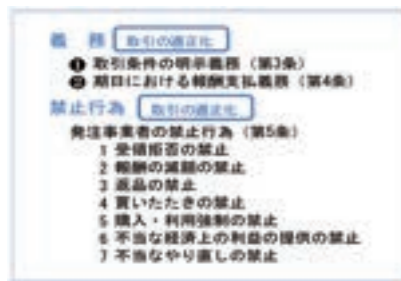 義 務 取引の適正化
❶ 取引条件の明示義務（第3条）
❷ 期日における報酬支払義務（第4条）
禁止行為 取引の適正化
発注事業者の禁止行為（第5条）
1 受領拒否の禁止
2 報酬の減額の禁止
3 返品の禁止
4 買いたたきの禁止
5 購入・利用強制の禁止
6 不当な経済上の利益の提供の禁止
7 不当なやり直しの禁止